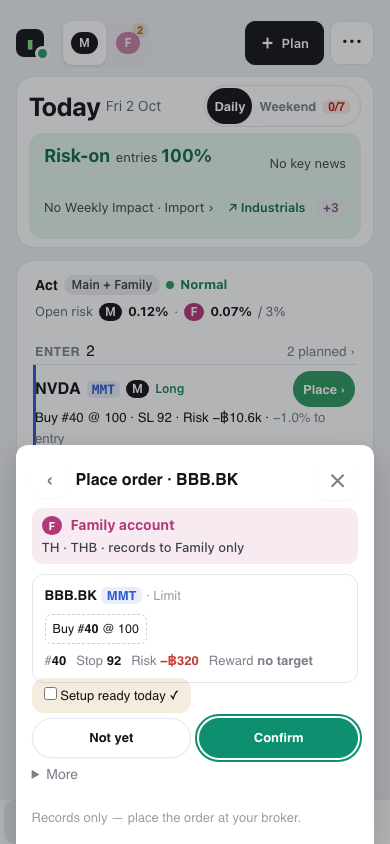 M F 2 + Plan ···
Today Fri 2 Oct Daily Weekend 0/7
Risk-on entries 100% No key news
No Weekly Impact · Import › ↗ Industrials +3
Act Main + Family Normal
Open risk M 0.12% · F 0.07% / 3%
ENTER 2 2 planned ›
NVDA MMT M Long Place ›
Buy #40 @ 100 · SL 92 · Risk −฿10.6k · −1.0% to
entry
‹ Place order · BBB.BK ×
F Family account
TH · THB · records to Family only
BBB.BK MMT · Limit
Buy #40 @ 100
#40 Stop 92 Risk −฿320 Reward no target
Setup ready today ✓
Not yet Confirm
▶ More
Records only — place the order at your broker.